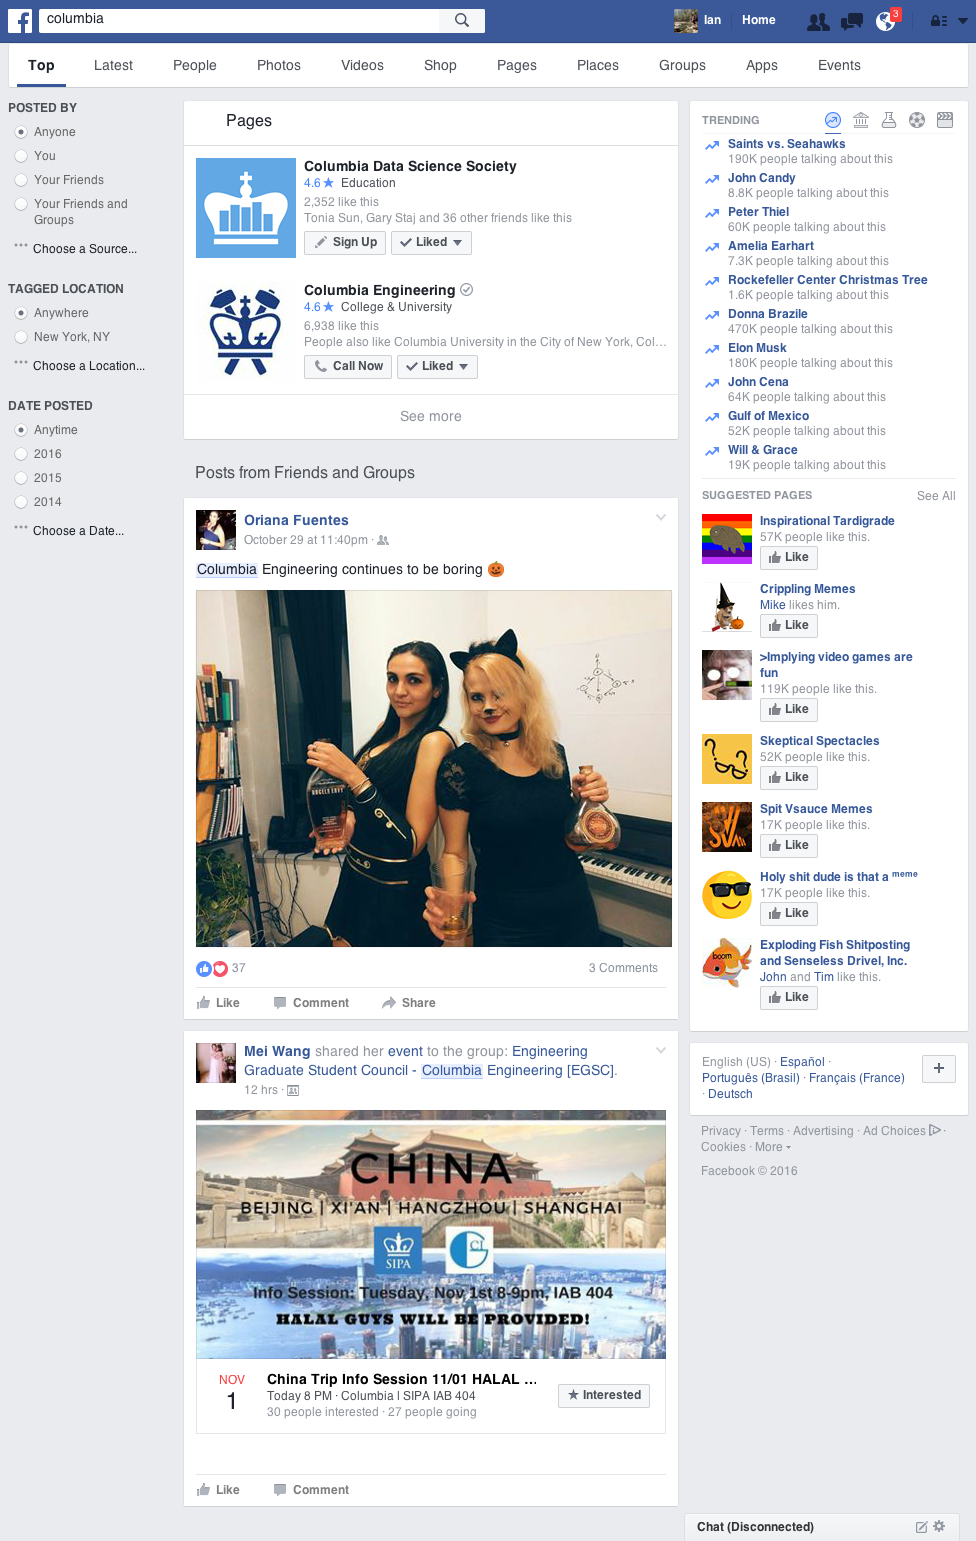 columbia
Ian
Home
3
Top
Latest
People
Photos
Videos
Shop
Pages
Places
Groups
Apps
Events
POSTED BY
Anyone
You
Your Friends
Your Friends and
Groups
Choose a Source...
TAGGED LOCATION
Anywhere
New York, NY
Choose a Location...
DATE POSTED
Anytime
2016
2015
2014
Choose a Date...
Pages
Columbia Data Science Society
4.6 Education
2,352 like this
Tonia Sun, Gary Staj and 36 other friends like this
Sign Up
Liked
Columbia Engineering
4.6 College & University
6,938 like this
People also like Columbia University in the City of New York, Col...
Call Now
Liked
See more
Posts from Friends and Groups
Oriana Fuentes
October 29 at 11:40pm ·
Columbia Engineering continues to be boring 🎃
ANGELS ENVY
37
3 Comments
Like
Comment
Share
Mei Wang shared her event to the group: Engineering
Graduate Student Council - Columbia Engineering [EGSC].
12 hrs ·
CHINA
BEIJING | XI'AN | HANGZHOU | SHANGHAI
SIPA
Info Session: Tuesday, Nov 1st 8-9pm, IAB 404
HALAL GUYS WILL BE PROVIDED!
NOV
1
China Trip Info Session 11/01 HALAL ...
Today 8 PM · Columbia | SIPA IAB 404
30 people interested · 27 people going
Interested
Like
Comment
TRENDING
Saints vs. Seahawks
190K people talking about this
John Candy
8.8K people talking about this
Peter Thiel
60K people talking about this
Amelia Earhart
7.3K people talking about this
Rockefeller Center Christmas Tree
1.6K people talking about this
Donna Brazile
470K people talking about this
Elon Musk
180K people talking about this
John Cena
64K people talking about this
Gulf of Mexico
52K people talking about this
Will & Grace
19K people talking about this
SUGGESTED PAGES
See All
Inspirational Tardigrade
57K people like this.
Like
Crippling Memes
Mike likes him.
Like
>Implying video games are
fun
119K people like this.
Like
Skeptical Spectacles
52K people like this.
Like
Spit Vsauce Memes
17K people like this.
Like
Holy shit dude is that a meme
17K people like this.
Like
boom
Exploding Fish Shitposting
and Senseless Drivel, Inc.
John and Tim like this.
Like
English (US) · Español ·
Português (Brasil) · Français (France)
· Deutsch
Privacy · Terms · Advertising · Ad Choices ·
Cookies · More
Facebook © 2016
Chat (Disconnected)